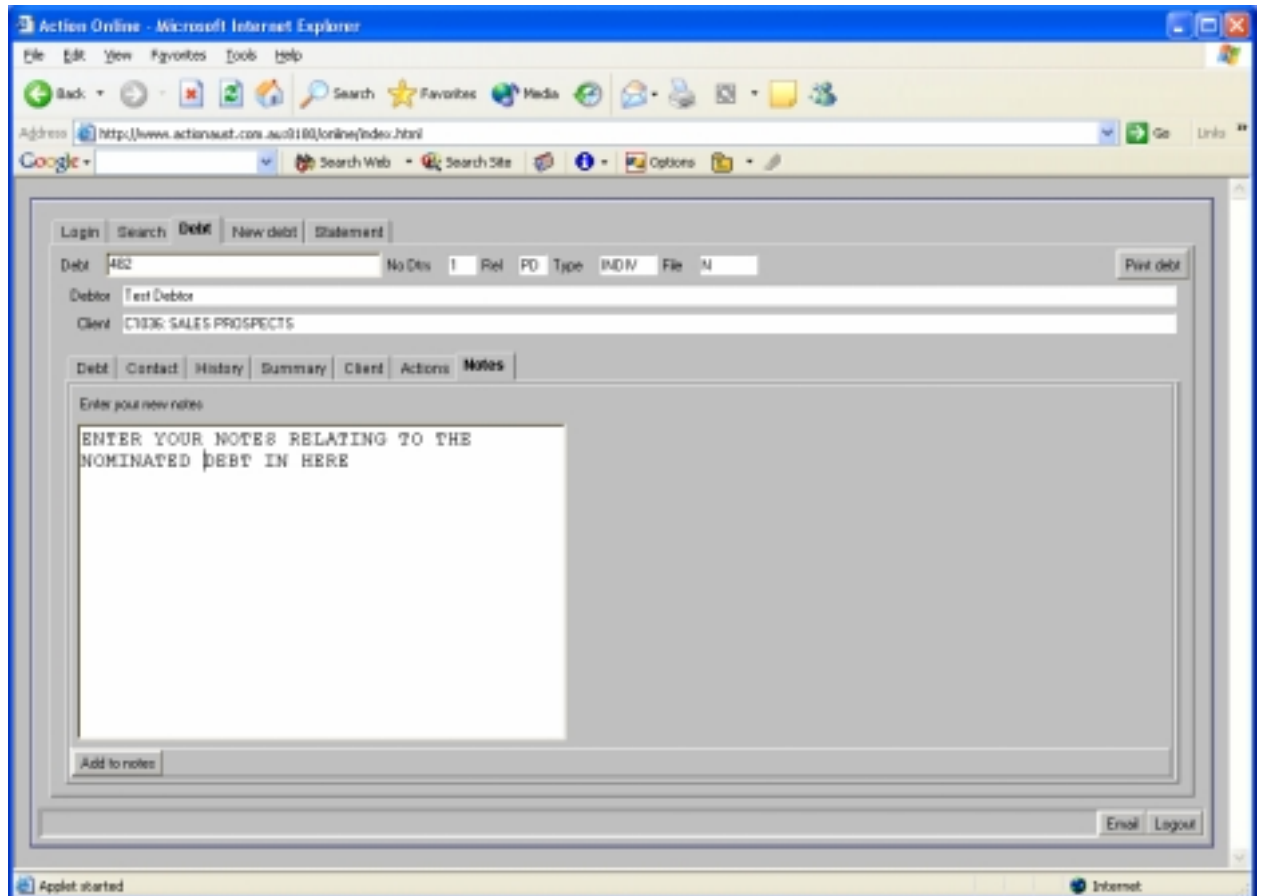 Action Online - Microsoft Internet Explorer
File Edit View Favorites Tools Help
Back Search Favorites Media
Address http://www.actionaust.com.au:8180/online/index.html Go Links
Google Search Web Search Site Options
Login Search Debt New debt Statement
Debt 482 No Dtrs 1 Rel PD Type INDIV File N Print debt
Debtor Test Debtor
Client C1036: SALES PROSPECTS
Debt Contact History Summary Client Actions Notes
Enter your new notes
ENTER YOUR NOTES RELATING TO THE
NOMINATED DEBT IN HERE
Add to notes
Email Logout
Applet started Internet